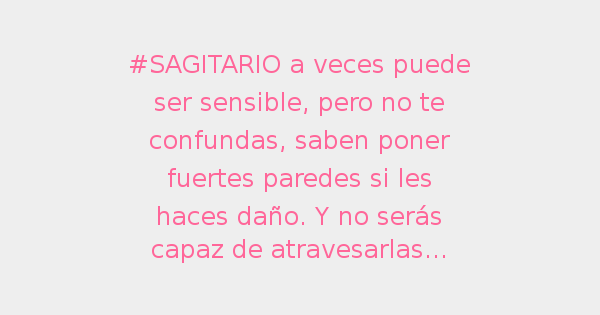 #SAGITARIO a veces puede
ser sensible, pero no te
confundas, saben poner
fuertes paredes si les
haces daño. Y no serás
capaz de atravesarlas...